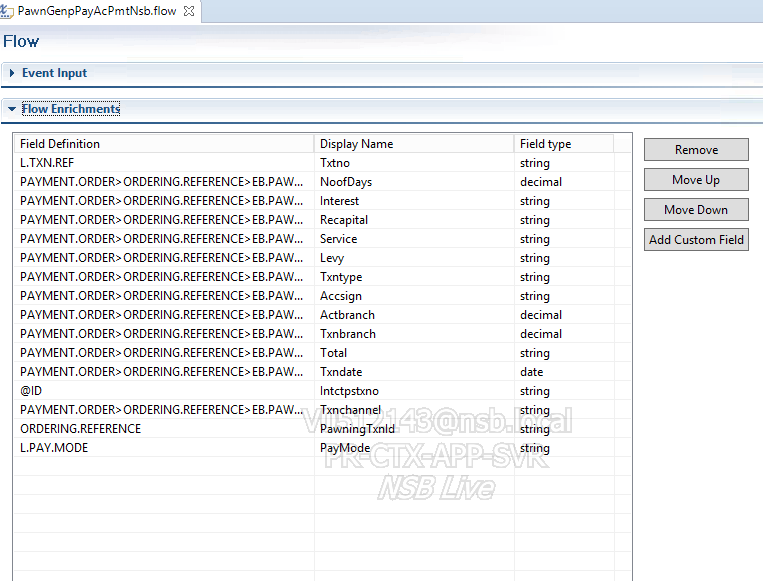 PawnGenpPayAcPmtNsb.flow
Flow
Event Input
Flow Enrichments
Field Definition Display Name Field type
L.TXN.REF Txtno string
PAYMENT.ORDER>ORDERING.REFERENCE>EB.PAW... NoofDays decimal
PAYMENT.ORDER>ORDERING.REFERENCE>EB.PAW... Interest string
PAYMENT.ORDER>ORDERING.REFERENCE>EB.PAW... Recapital string
PAYMENT.ORDER>ORDERING.REFERENCE>EB.PAW... Service string
PAYMENT.ORDER>ORDERING.REFERENCE>EB.PAW... Levy string
PAYMENT.ORDER>ORDERING.REFERENCE>EB.PAW... Txntype string
PAYMENT.ORDER>ORDERING.REFERENCE>EB.PAW... Accsign string
PAYMENT.ORDER>ORDERING.REFERENCE>EB.PAW... Actbranch decimal
PAYMENT.ORDER>ORDERING.REFERENCE>EB.PAW... Txnbranch decimal
PAYMENT.ORDER>ORDERING.REFERENCE>EB.PAW... Total string
PAYMENT.ORDER>ORDERING.REFERENCE>EB.PAW... Txndate date
@ID Intctpstxno string
PAYMENT.ORDER>ORDERING.REFERENCE>EB.PAW... Txnchannel string
ORDERING.REFERENCE PawningTxnId string
L.PAY.MODE PayMode string
Remove
Move Up
Move Down
Add Custom Field
PR-CTX-APP-SVR
NSB Live